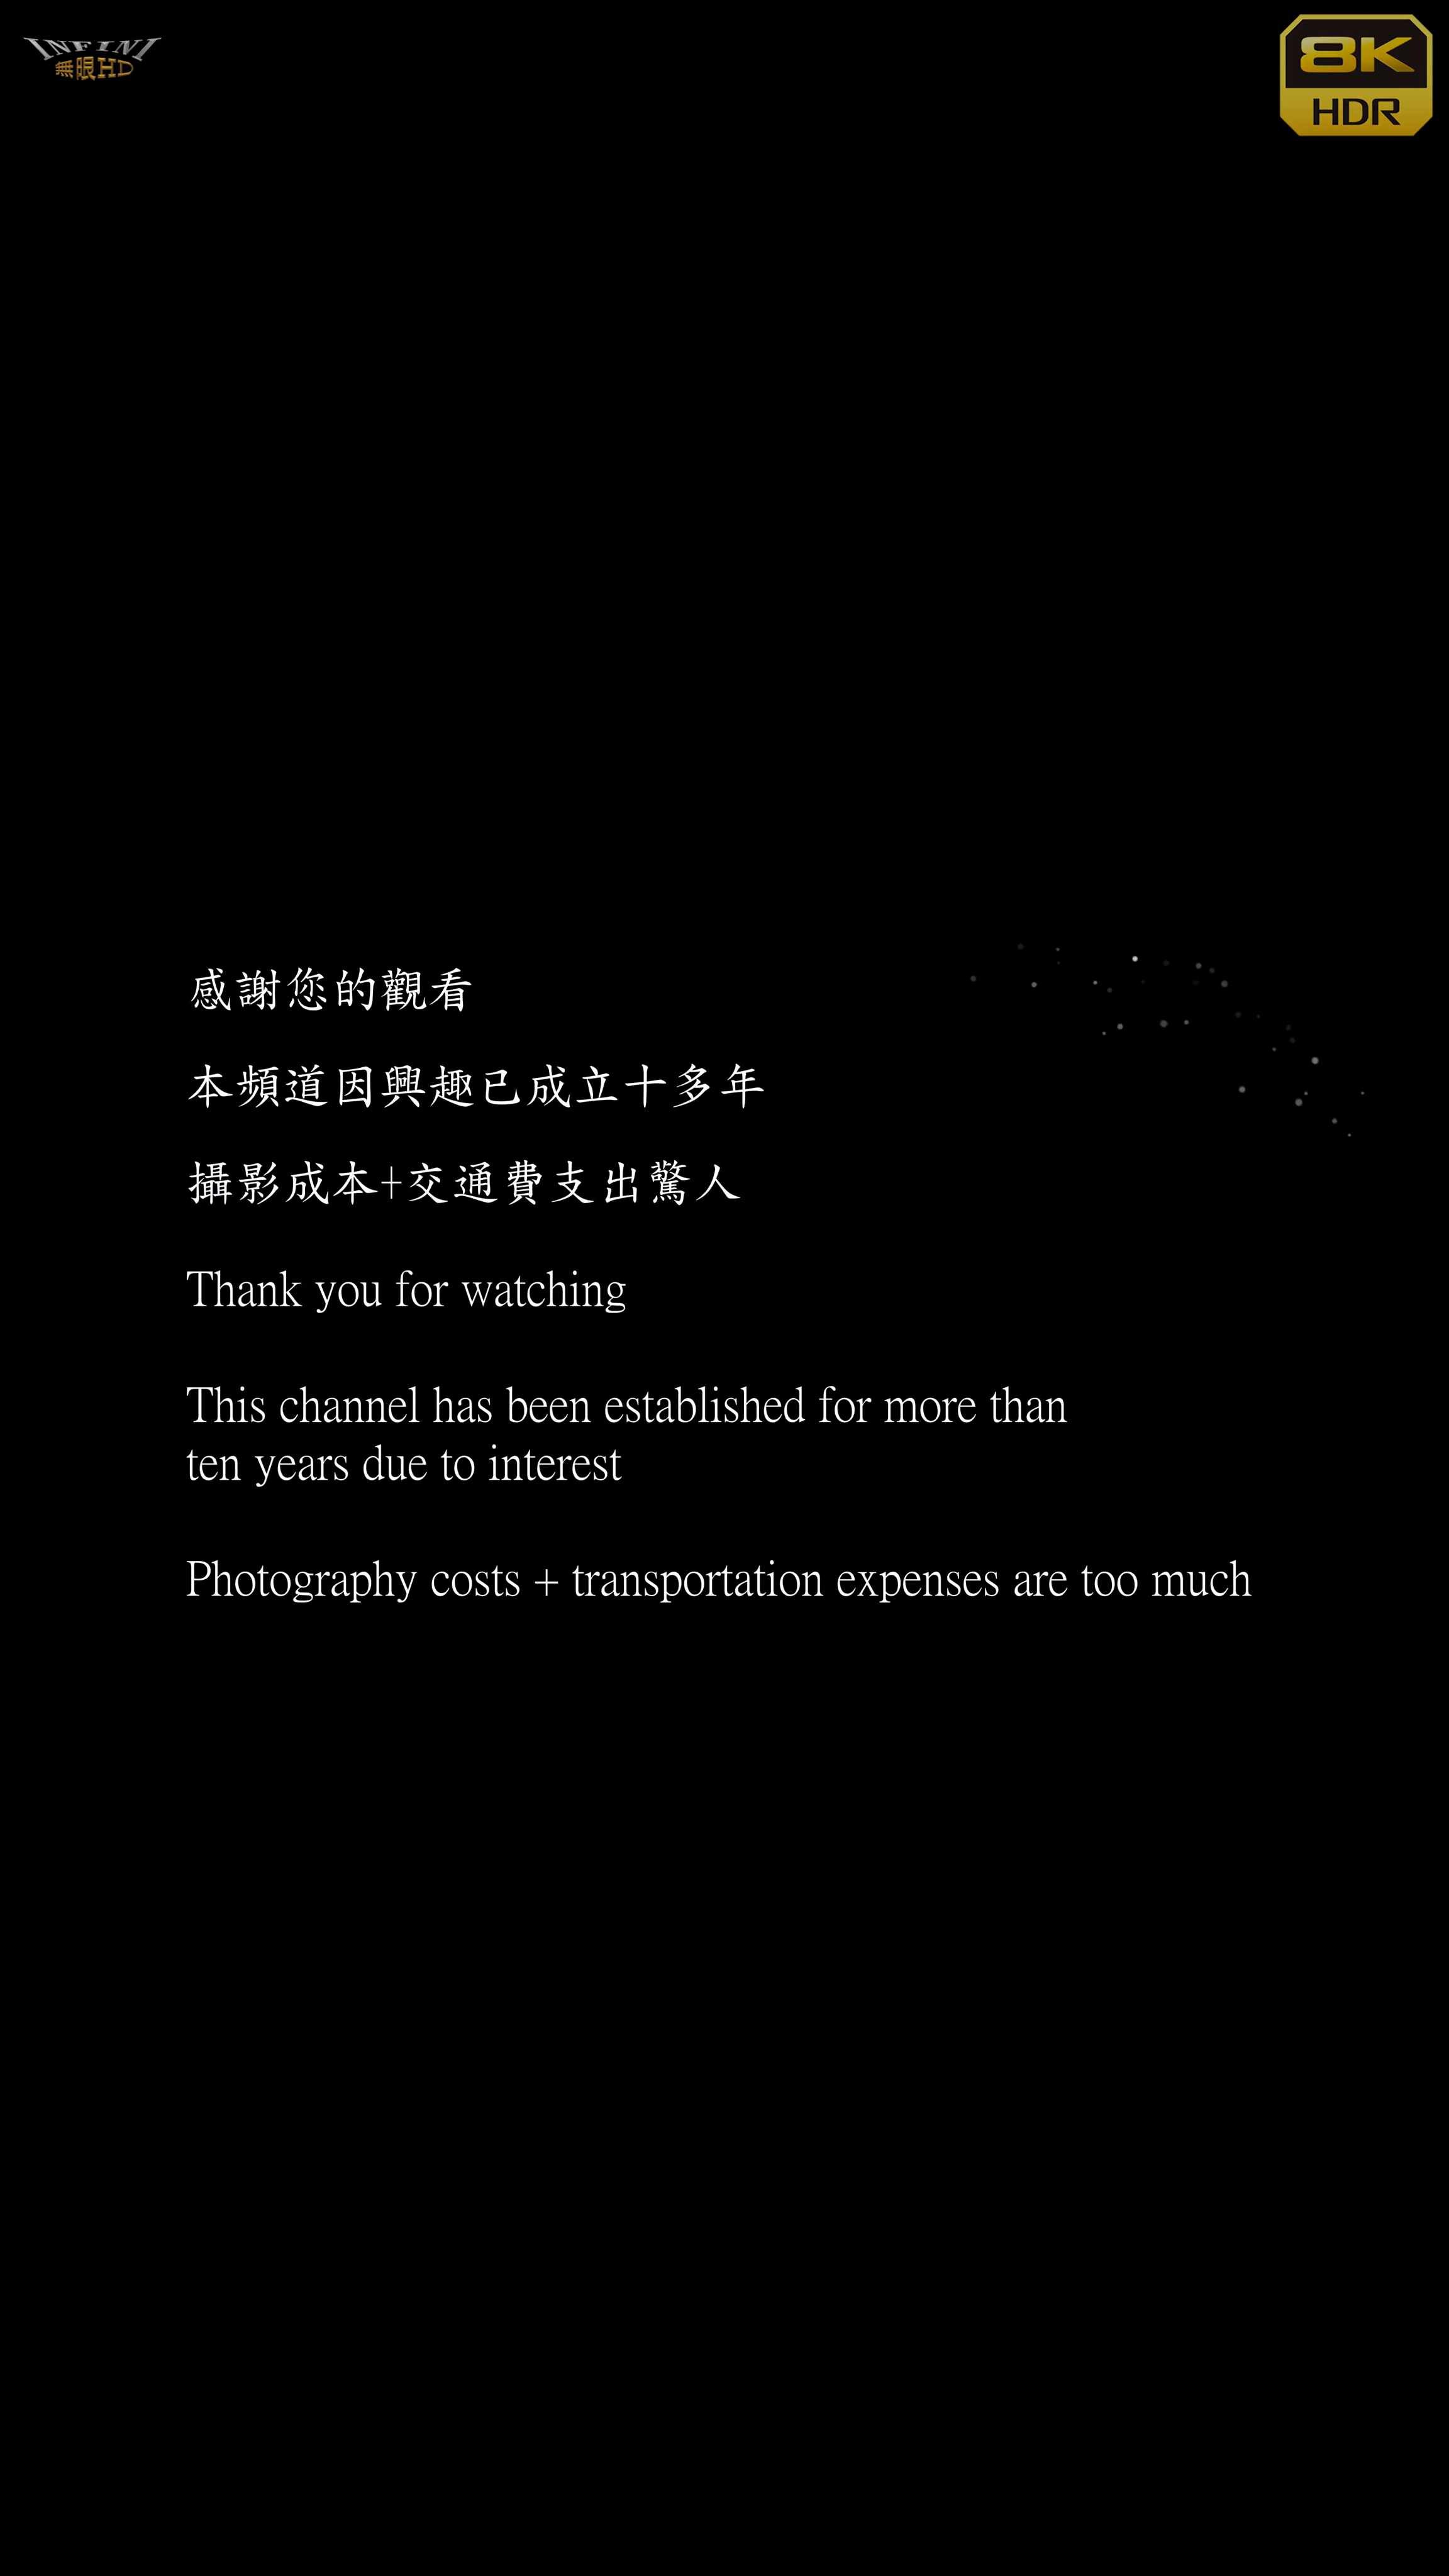 INFINI
無限HD
8K
HDR
感謝您的觀看
本頻道因興趣已成立十多年
攝影成本+交通費支出驚人
Thank you for watching
This channel has been established for more than
ten years due to interest
Photography costs + transportation expenses are too much